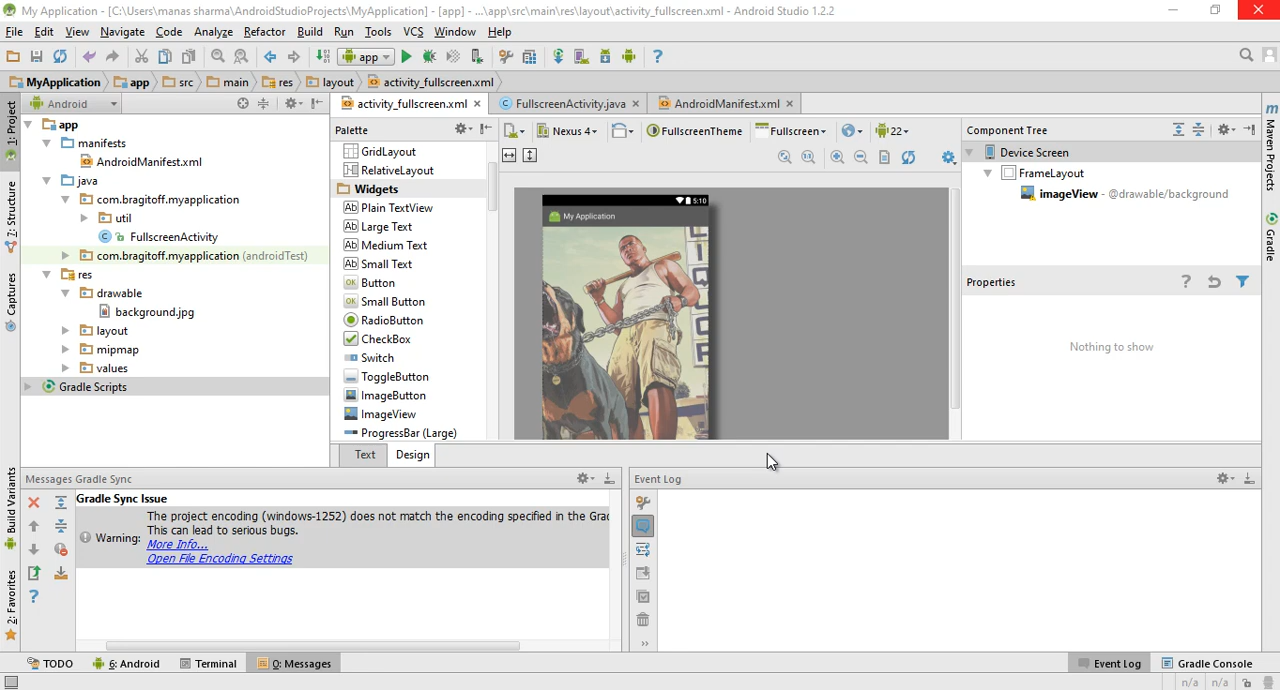 My Application - [C:\Users\manas sharma\AndroidStudioProjects\MyApplication] - [app] - ...\app\src\main\res\layout\activity_fullscreen.xml - Android Studio 1.2.2
File Edit View Navigate Code Analyze Refactor Build Run Tools VCS Window Help
app
MyApplication app src main res layout activity_fullscreen.xml
1: Project
7: Structure
Captures
Build Variants
2: Favorites
Android
app
manifests
AndroidManifest.xml
java
com.bragitoff.myapplication
util
FullscreenActivity
com.bragitoff.myapplication (androidTest)
res
drawable
background.jpg
layout
mipmap
values
Gradle Scripts
activity_fullscreen.xml FullscreenActivity.java AndroidManifest.xml
Palette
GridLayout
RelativeLayout
Widgets
Plain TextView
Large Text
Medium Text
Small Text
Button
Small Button
RadioButton
CheckBox
Switch
ToggleButton
ImageButton
ImageView
ProgressBar (Large)
Nexus 4 FullscreenTheme Fullscreen 22
5:10
My Application
LIQUOR
Text Design
Component Tree
Device Screen
FrameLayout
imageView - @drawable/background
Properties
Nothing to show
Maven Projects
Gradle
Messages Gradle Sync
Gradle Sync Issue
Warning:
The project encoding (windows-1252) does not match the encoding specified in the Grad
This can lead to serious bugs.
More Info...
Open File Encoding Settings
Event Log
TODO 6: Android Terminal 0: Messages Event Log Gradle Console
n/a n/a